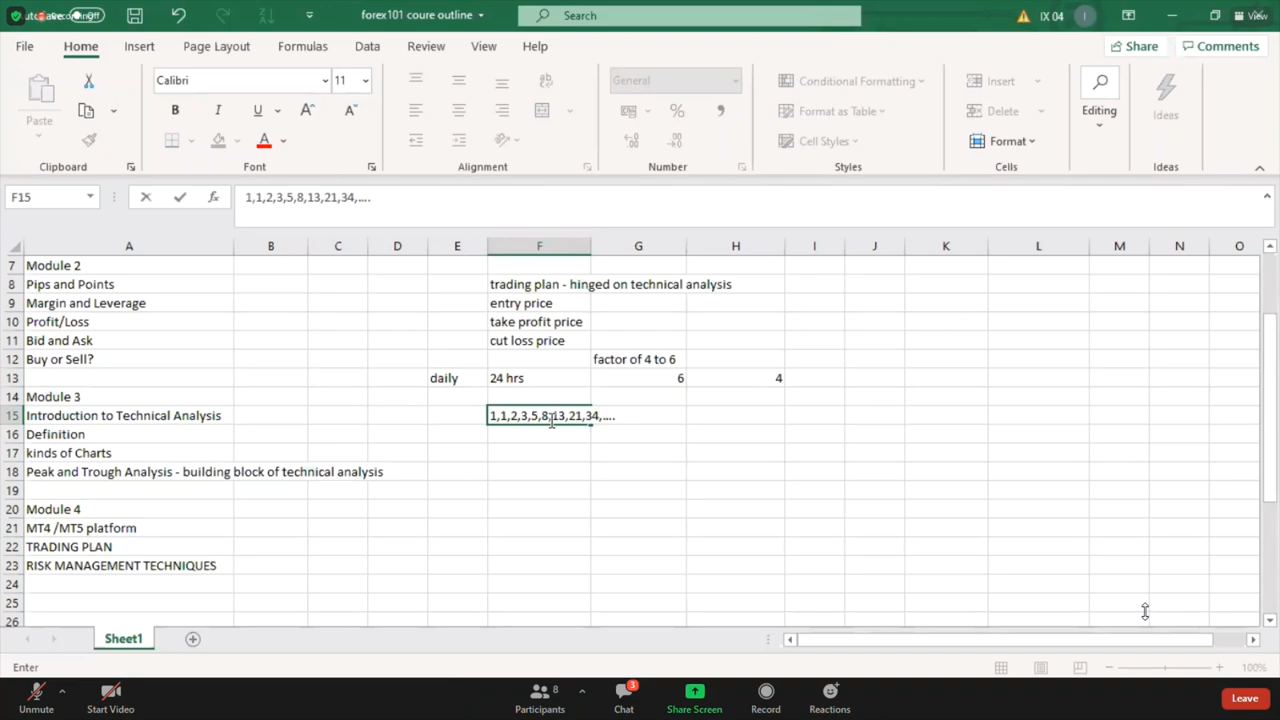 forex101 coure outline
Search
IX 04
I
View
File
Home
Insert
Page Layout
Formulas
Data
Review
View
Help
Share
Comments
Paste
Clipboard
Calibri
11
B I U
A A
A
Font
Alignment
General
%
Number
Conditional Formatting
Format as Table
Cell Styles
Styles
Insert
Delete
Format
Cells
Editing
Ideas
Ideas
F15
fx
1,1,2,3,5,8,13,21,34,....
A B C D E F G H I J K L M N O
7 Module 2
8 Pips and Points trading plan - hinged on technical analysis
9 Margin and Leverage entry price
10 Profit/Loss take profit price
11 Bid and Ask cut loss price
12 Buy or Sell? factor of 4 to 6
13 daily 24 hrs 6 4
14 Module 3
15 Introduction to Technical Analysis 1,1,2,3,5,8,13,21,34,....
16 Definition
17 kinds of Charts
18 Peak and Trough Analysis - building block of technical analysis
19
20 Module 4
21 MT4 /MT5 platform
22 TRADING PLAN
23 RISK MANAGEMENT TECHNIQUES
24
25
26
Sheet1
Enter
100%
Unmute
Start Video
8
Participants
3
Chat
Share Screen
Record
Reactions
Leave